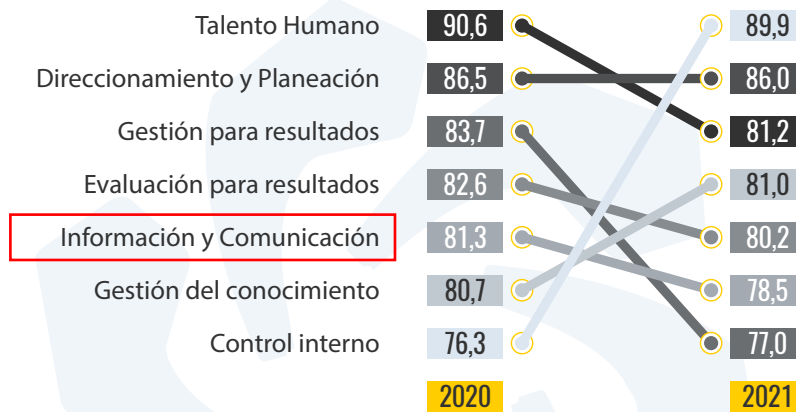 Talento Humano 90,6 89,9
Direccionamiento y Planeación 86,5 86,0
Gestión para resultados 83,7 81,2
Evaluación para resultados 82,6 81,0
Información y Comunicación 81,3 80,2
Gestión del conocimiento 80,7 78,5
Control interno 76,3 77,0
2020 2021